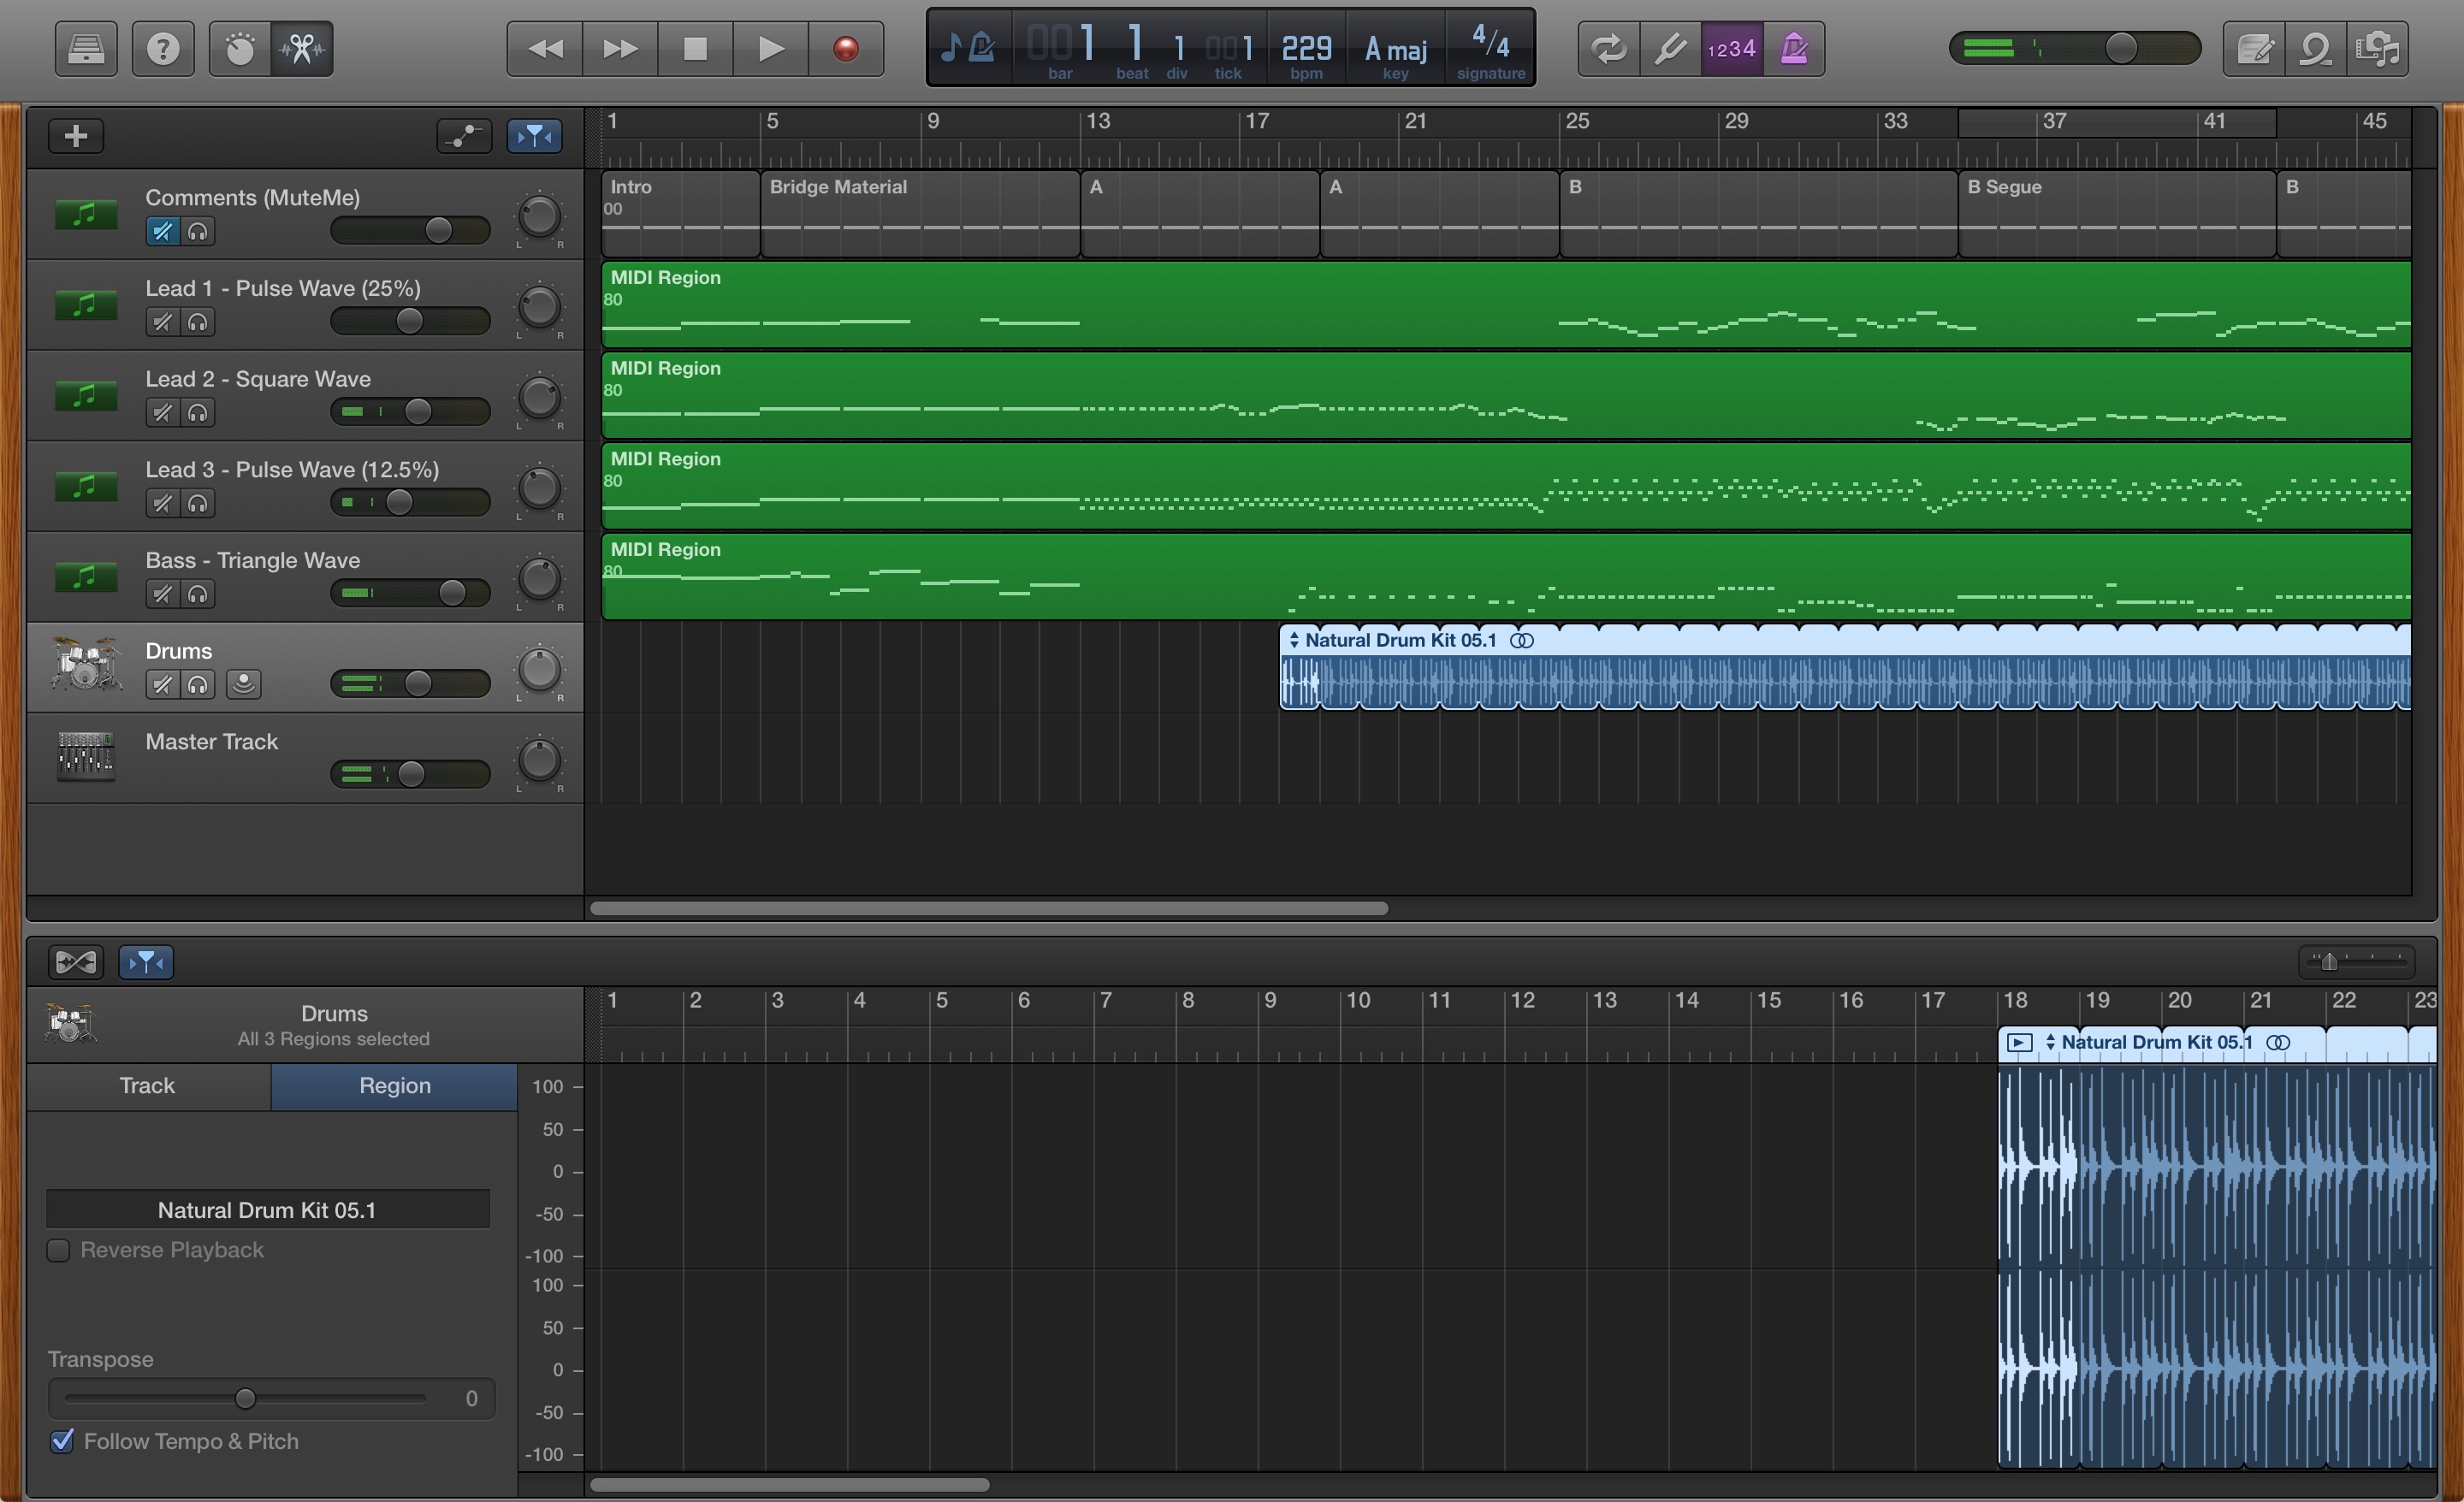 1234
001 1 1 001 229 A maj 4/4
bar beat div tick bpm key signature
1 5 9 13 17 21 25 29 33 37 41 45
Comments (MuteMe)
L R
Intro Bridge Material A A B B Segue B
00
Lead 1 - Pulse Wave (25%)
L R
MIDI Region
80
Lead 2 - Square Wave
L R
MIDI Region
80
Lead 3 - Pulse Wave (12.5%)
L R
MIDI Region
80
Bass - Triangle Wave
L R
MIDI Region
80
Drums
L R
Natural Drum Kit 05.1
Master Track
L R
Drums
All 3 Regions selected
1 2 3 4 5 6 7 8 9 10 11 12 13 14 15 16 17 18 19 20 21 22 23
Natural Drum Kit 05.1
Track Region
Natural Drum Kit 05.1
Reverse Playback
Transpose
0
Follow Tempo & Pitch
100
50
0
-50
-100
100
50
0
-50
-100